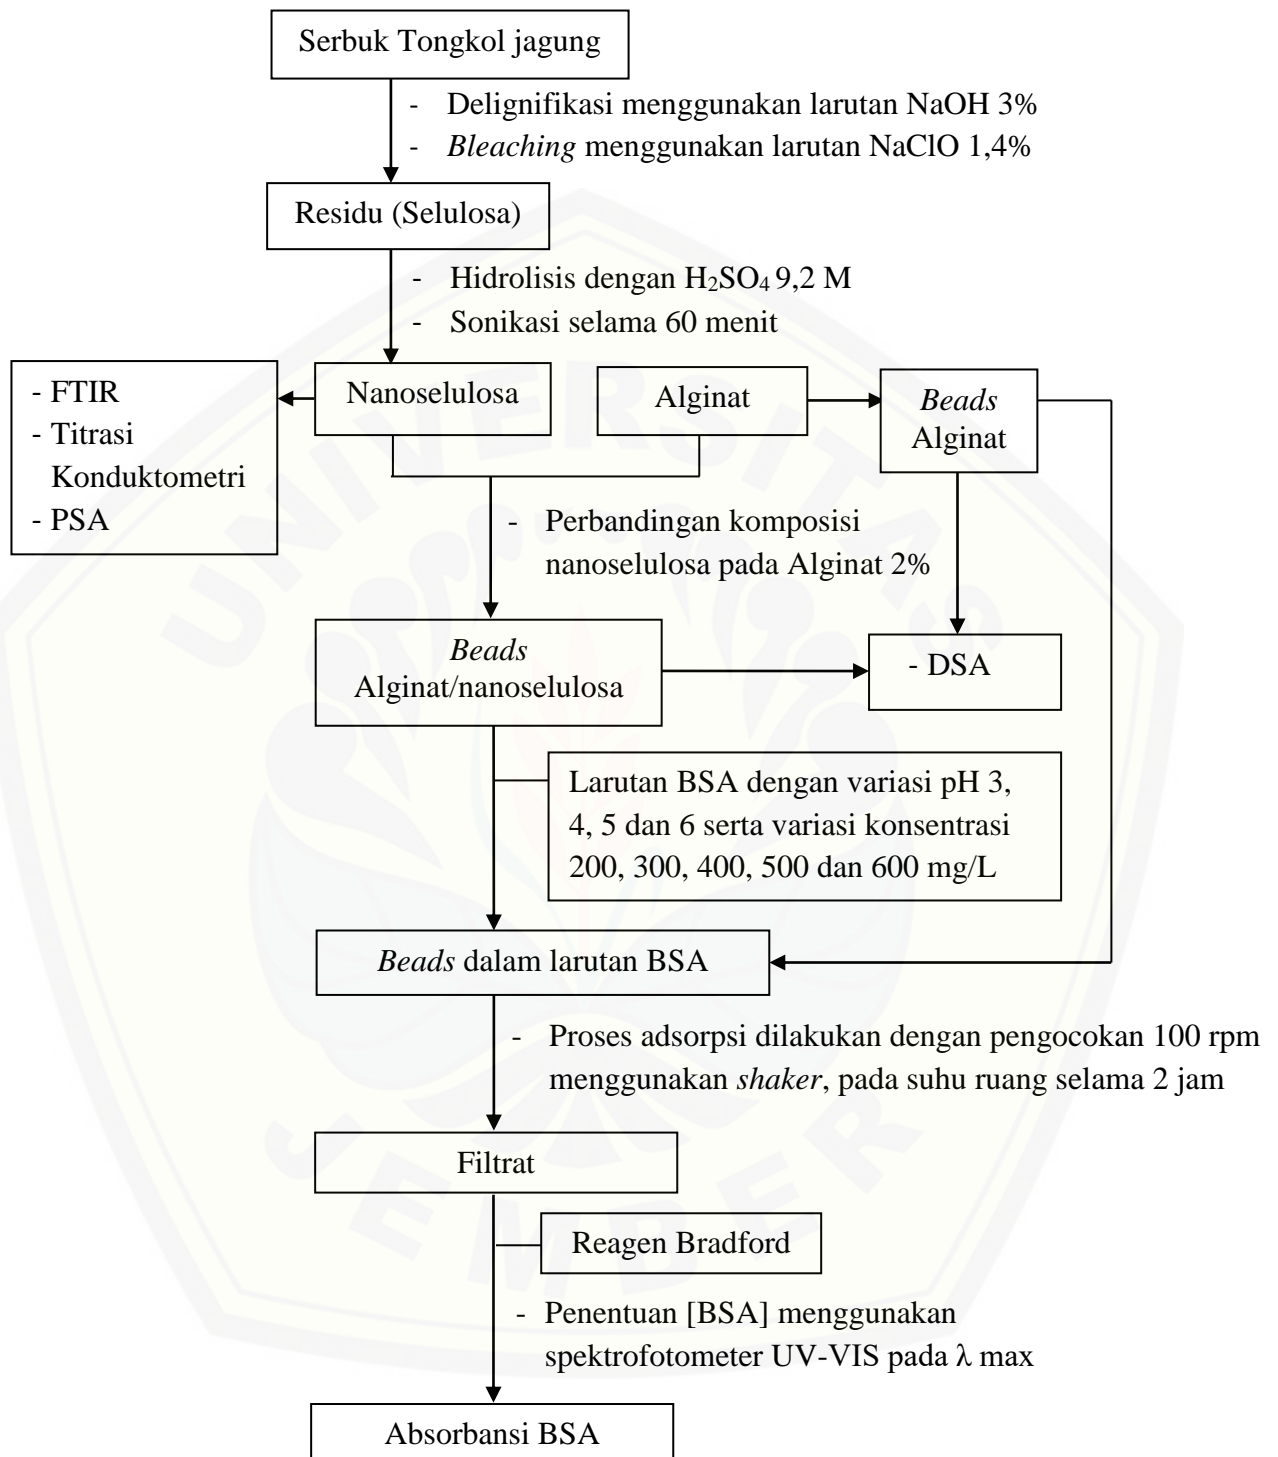 Serbuk Tongkol jagung
- Delignifikasi menggunakan larutan NaOH 3%
- Bleaching menggunakan larutan NaClO 1,4%
Residu (Selulosa)
- Hidrolisis dengan H₂SO₄ 9,2 M
- Sonikasi selama 60 menit
- FTIR
- Titrasi
Konduktometri
- PSA
Nanoselulosa
Alginat
Beads
Alginat
- Perbandingan komposisi
nanoselulosa pada Alginat 2%
Beads
Alginat/nanoselulosa
- DSA
Larutan BSA dengan variasi pH 3,
4, 5 dan 6 serta variasi konsentrasi
200, 300, 400, 500 dan 600 mg/L
Beads dalam larutan BSA
- Proses adsorpsi dilakukan dengan pengocokan 100 rpm
menggunakan shaker, pada suhu ruang selama 2 jam
Filtrat
Reagen Bradford
- Penentuan [BSA] menggunakan
spektrofotometer UV-VIS pada λ max
Absorbansi BSA
UNIVERSITAS
JEMBER